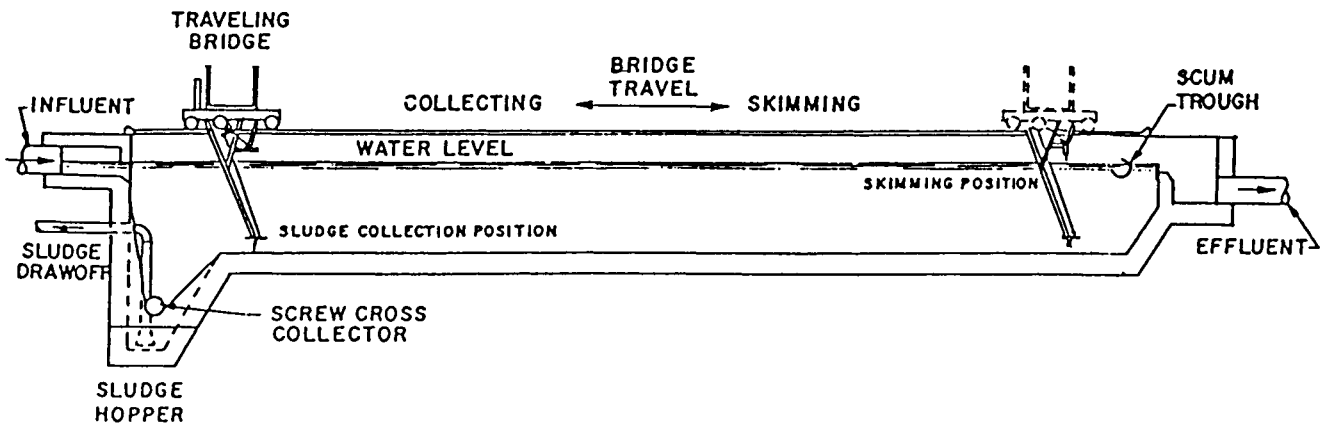 TRAVELING
BRIDGE
INFLUENT
COLLECTING
BRIDGE
TRAVEL
SKIMMING
SCUM
TROUGH
WATER LEVEL
SKIMMING POSITION
SLUDGE COLLECTION POSITION
SLUDGE
DRAWOFF
EFFLUENT
SCREW CROSS
COLLECTOR
SLUDGE
HOPPER